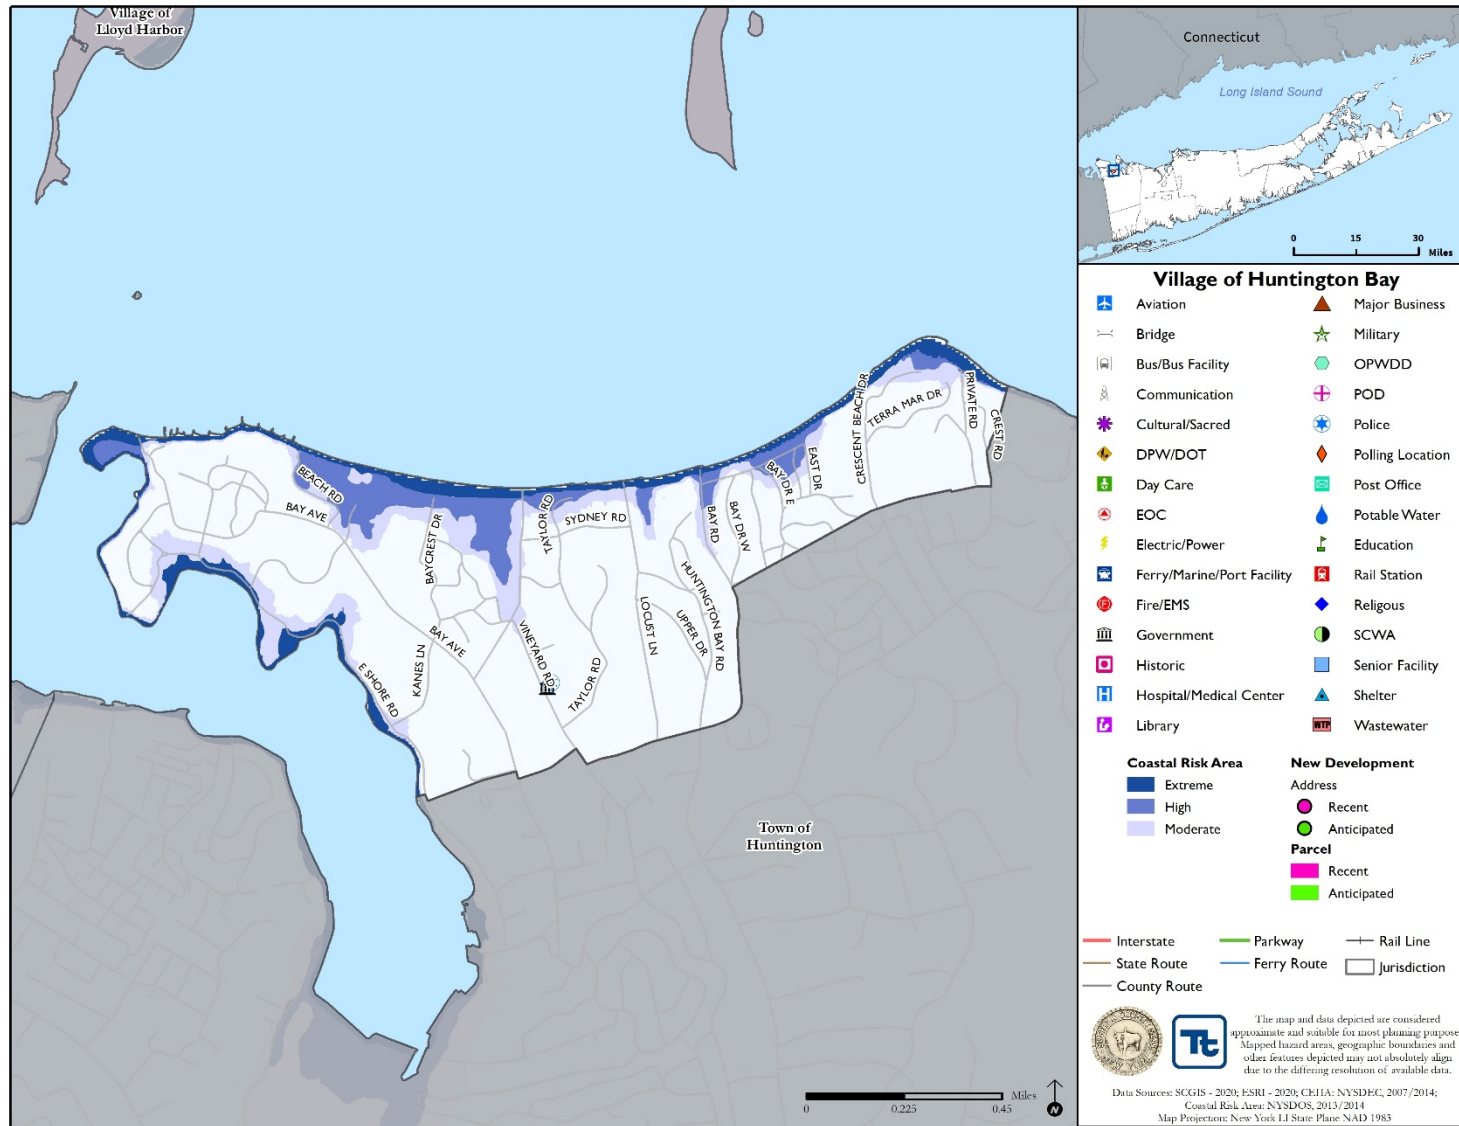 Village of
Lloyd Harbor
BEACH RD
BAY AVE
BAYCREST DR
TAYLOR RD
SYDNEY RD
BAY RD
BAY DR W
BAY DR E
EAST DR
CRESCENT BEACH DR
TERRA MAR DR
PRIVATE RD
CREST RD
HUNTINGTON BAY RD
UPPER DR
LOCUST LN
VINEYARD RD
TAYLOR RD
BAY AVE
KANES LN
E SHORE RD
Town of
Huntington
Miles
0
0.225
0.45
N
Connecticut
Long Island Sound
0
15
30
Miles
Village of Huntington Bay
Aviation
Bridge
Bus/Bus Facility
Communication
Cultural/Sacred
DPW/DOT
Day Care
EOC
Electric/Power
Ferry/Marine/Port Facility
Fire/EMS
Government
Historic
Hospital/Medical Center
Library
Major Business
Military
OPWDD
POD
Police
Polling Location
Post Office
Potable Water
Education
Rail Station
Religous
SCWA
Senior Facility
Shelter
WTP Wastewater
Coastal Risk Area
Extreme
High
Moderate
New Development
Address
Recent
Anticipated
Parcel
Recent
Anticipated
Interstate
State Route
County Route
Parkway
Ferry Route
Rail Line
Jurisdiction
Tt
The map and data depicted are considered
approximate and suitable for most planning purpose
Mapped hazard areas, geographic boundaries and
other features depicted may not absolutely align
due to the differing resolution of available data.
Data Sources: SCGIS - 2020; ESRI - 2020; CEHA: NYSDEC, 2007/2014;
Coastal Risk Area: NYSDOS, 2013/2014
Map Projection: New York LI State Plane NAD 1983